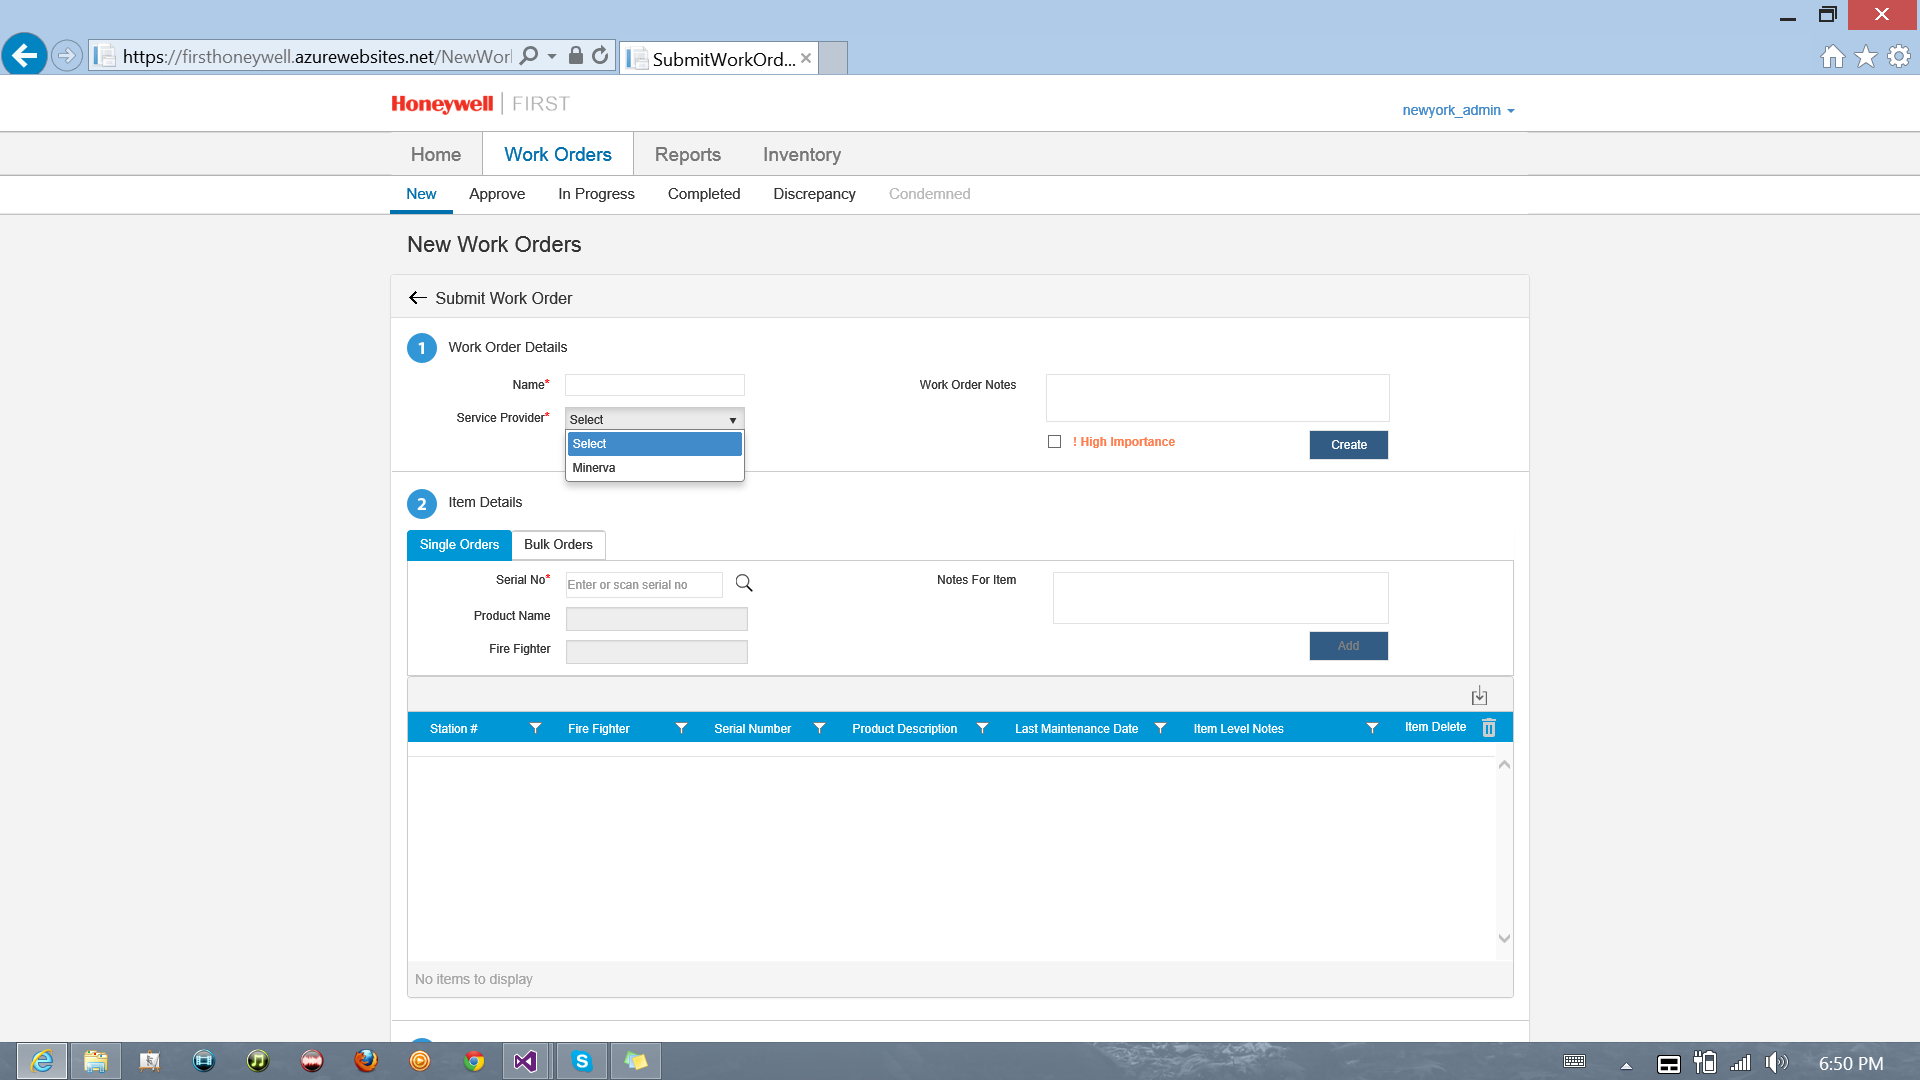 https://firsthoneywell.azurewebsites.net/NewWor
SubmitWorkOrd...
Honeywell FIRST
newyork_admin
Home Work Orders Reports Inventory
New Approve In Progress Completed Discrepancy Condemned
New Work Orders
Submit Work Order
1 Work Order Details
Name* Work Order Notes
Service Provider* Select
Select ! High Importance Create
Minerva
2 Item Details
Single Orders Bulk Orders
Serial No* Enter or scan serial no Notes For Item
Product Name
Fire Fighter Add
Station # Fire Fighter Serial Number Product Description Last Maintenance Date Item Level Notes Item Delete
No items to display
6:50 PM